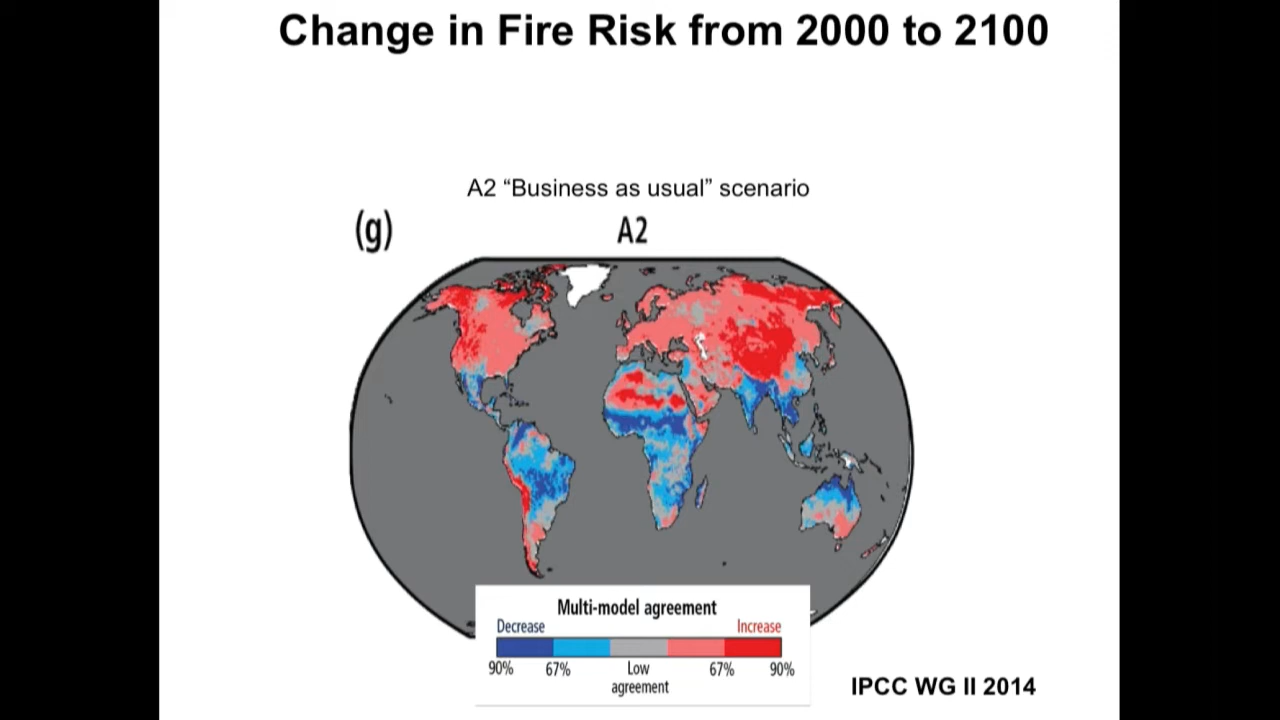 Change in Fire Risk from 2000 to 2100
A2 “Business as usual” scenario
(g)
A2
Multi-model agreement
Decrease Increase
90% 67% Low 67% 90%
agreement
IPCC WG II 2014